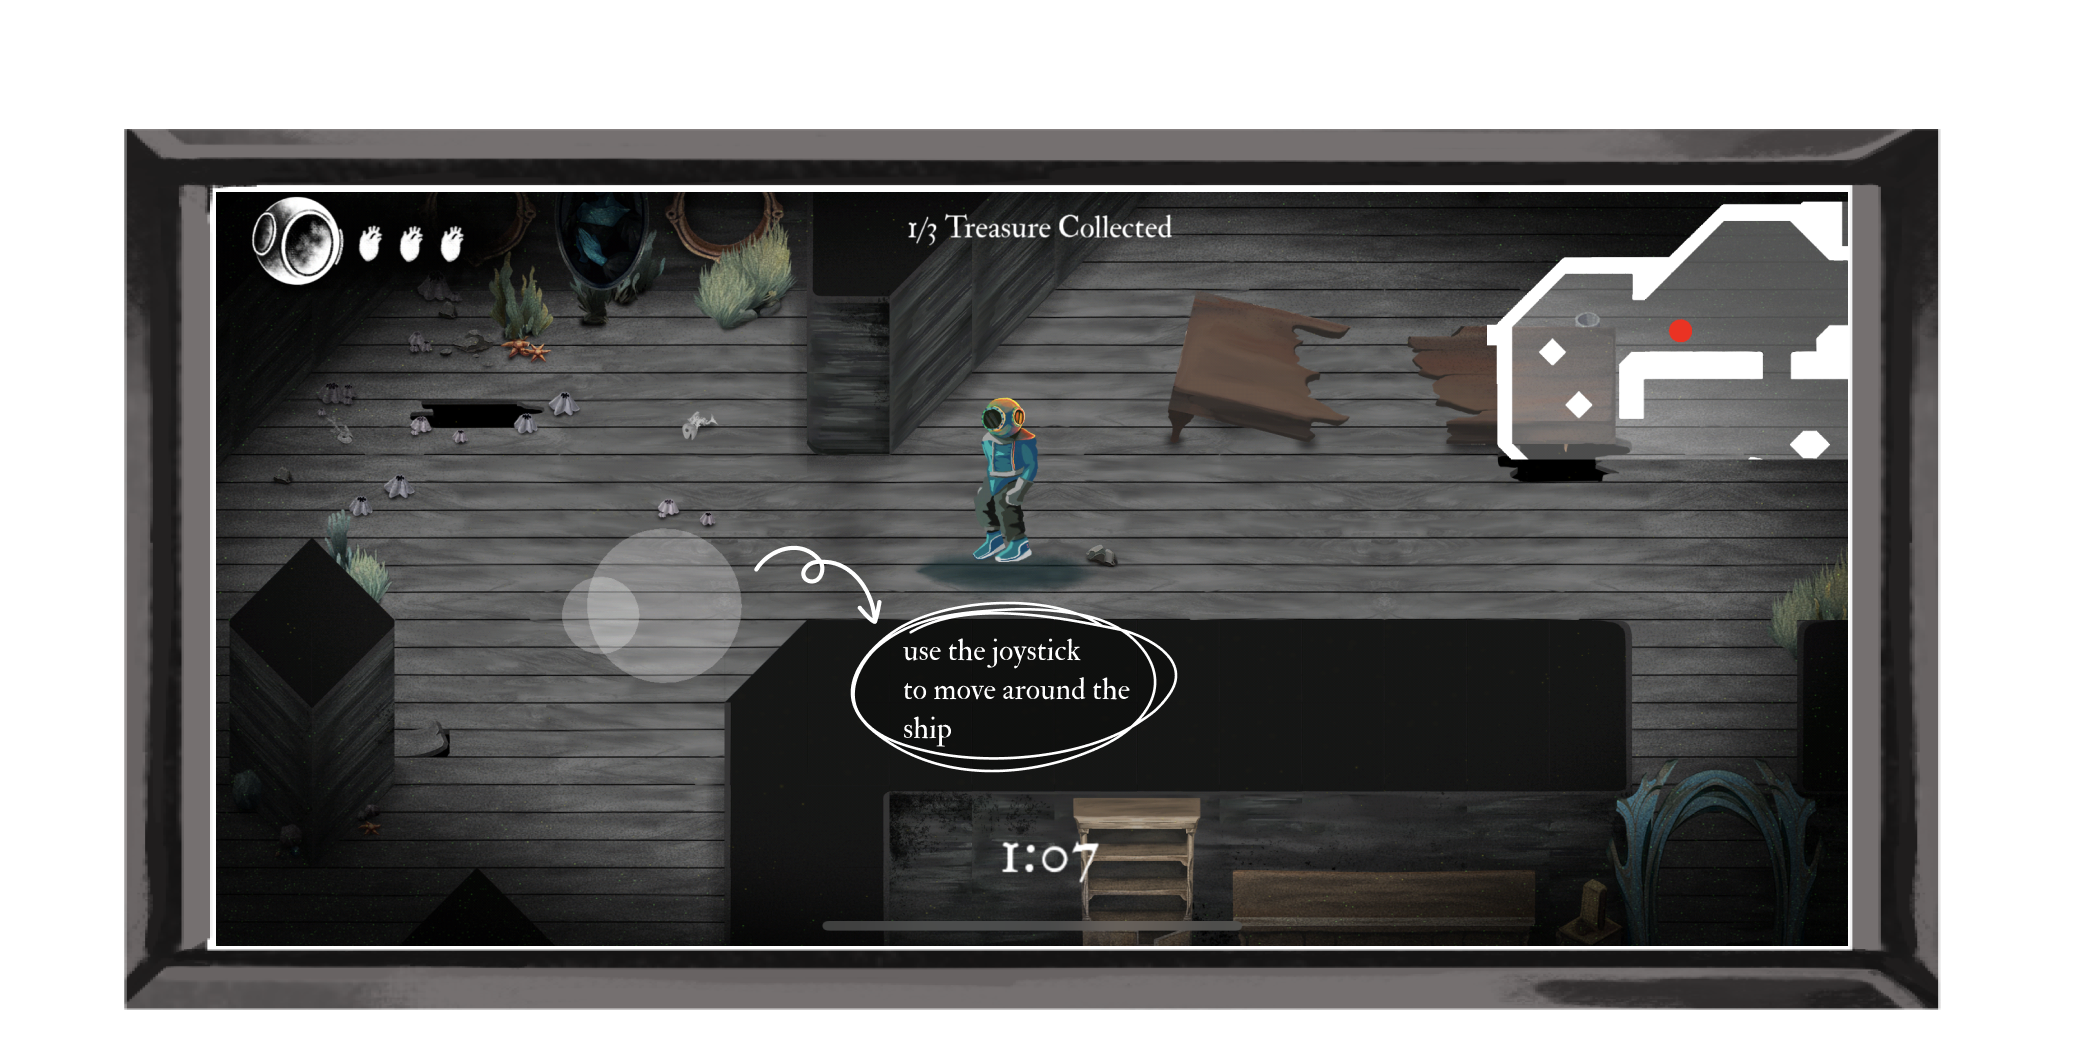 1/3 Treasure Collected
use the joystick
to move around the
ship
1:07